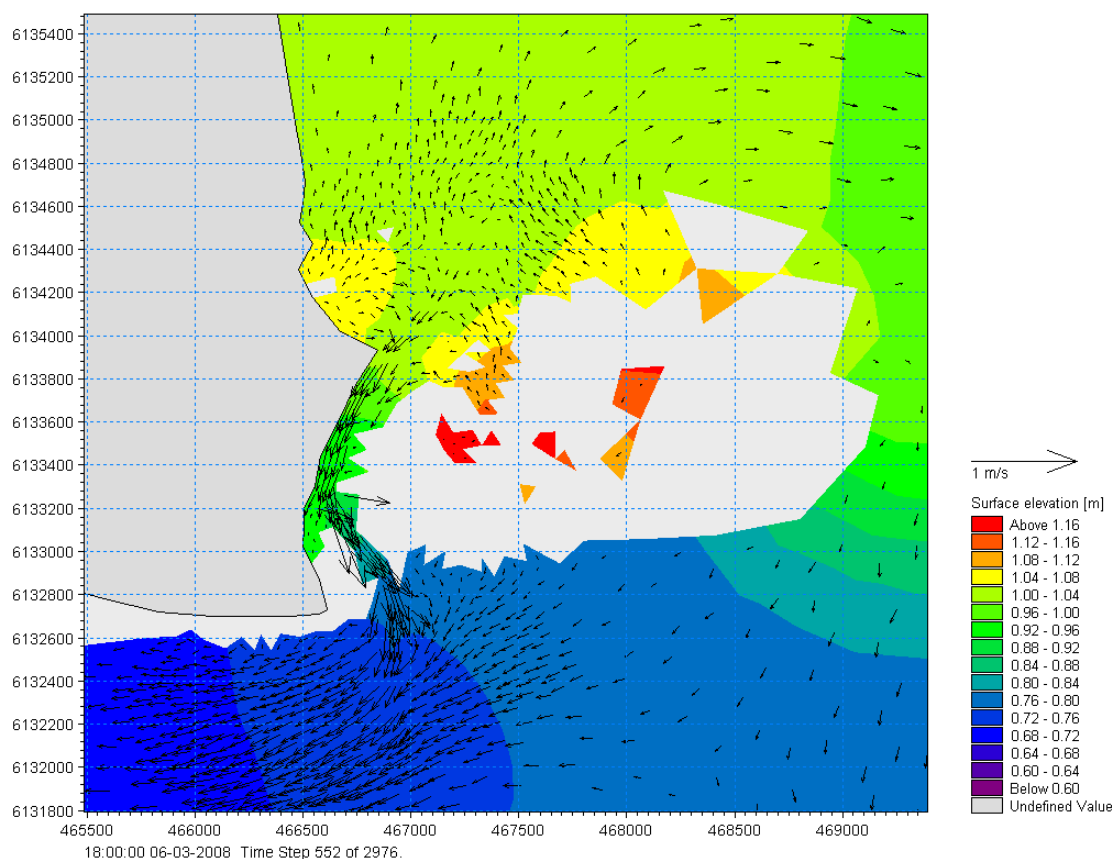 6135400
6135200
6135000
6134800
6134600
6134400
6134200
6134000
6133800
6133600
6133400
6133200
6133000
6132800
6132600
6132400
6132200
6132000
6131800
465500 466000 466500 467000 467500 468000 468500 469000
18:00:00 06-03-2008 Time Step 552 of 2976.
1 m/s
Surface elevation [m]
Above 1.16
1.12 - 1.16
1.08 - 1.12
1.04 - 1.08
1.00 - 1.04
0.96 - 1.00
0.92 - 0.96
0.88 - 0.92
0.84 - 0.88
0.80 - 0.84
0.76 - 0.80
0.72 - 0.76
0.68 - 0.72
0.64 - 0.68
0.60 - 0.64
Below 0.60
Undefined Value